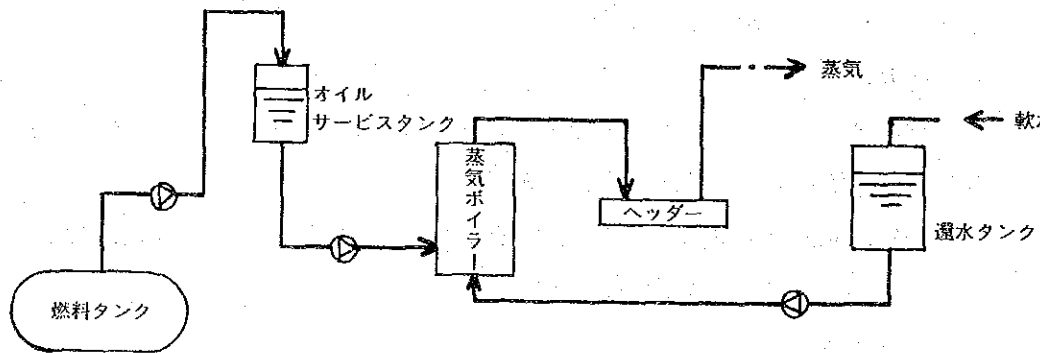 オイル
サービスタンク
蒸気
蒸気ボイラー
ヘッダー
還水タンク
燃料タンク